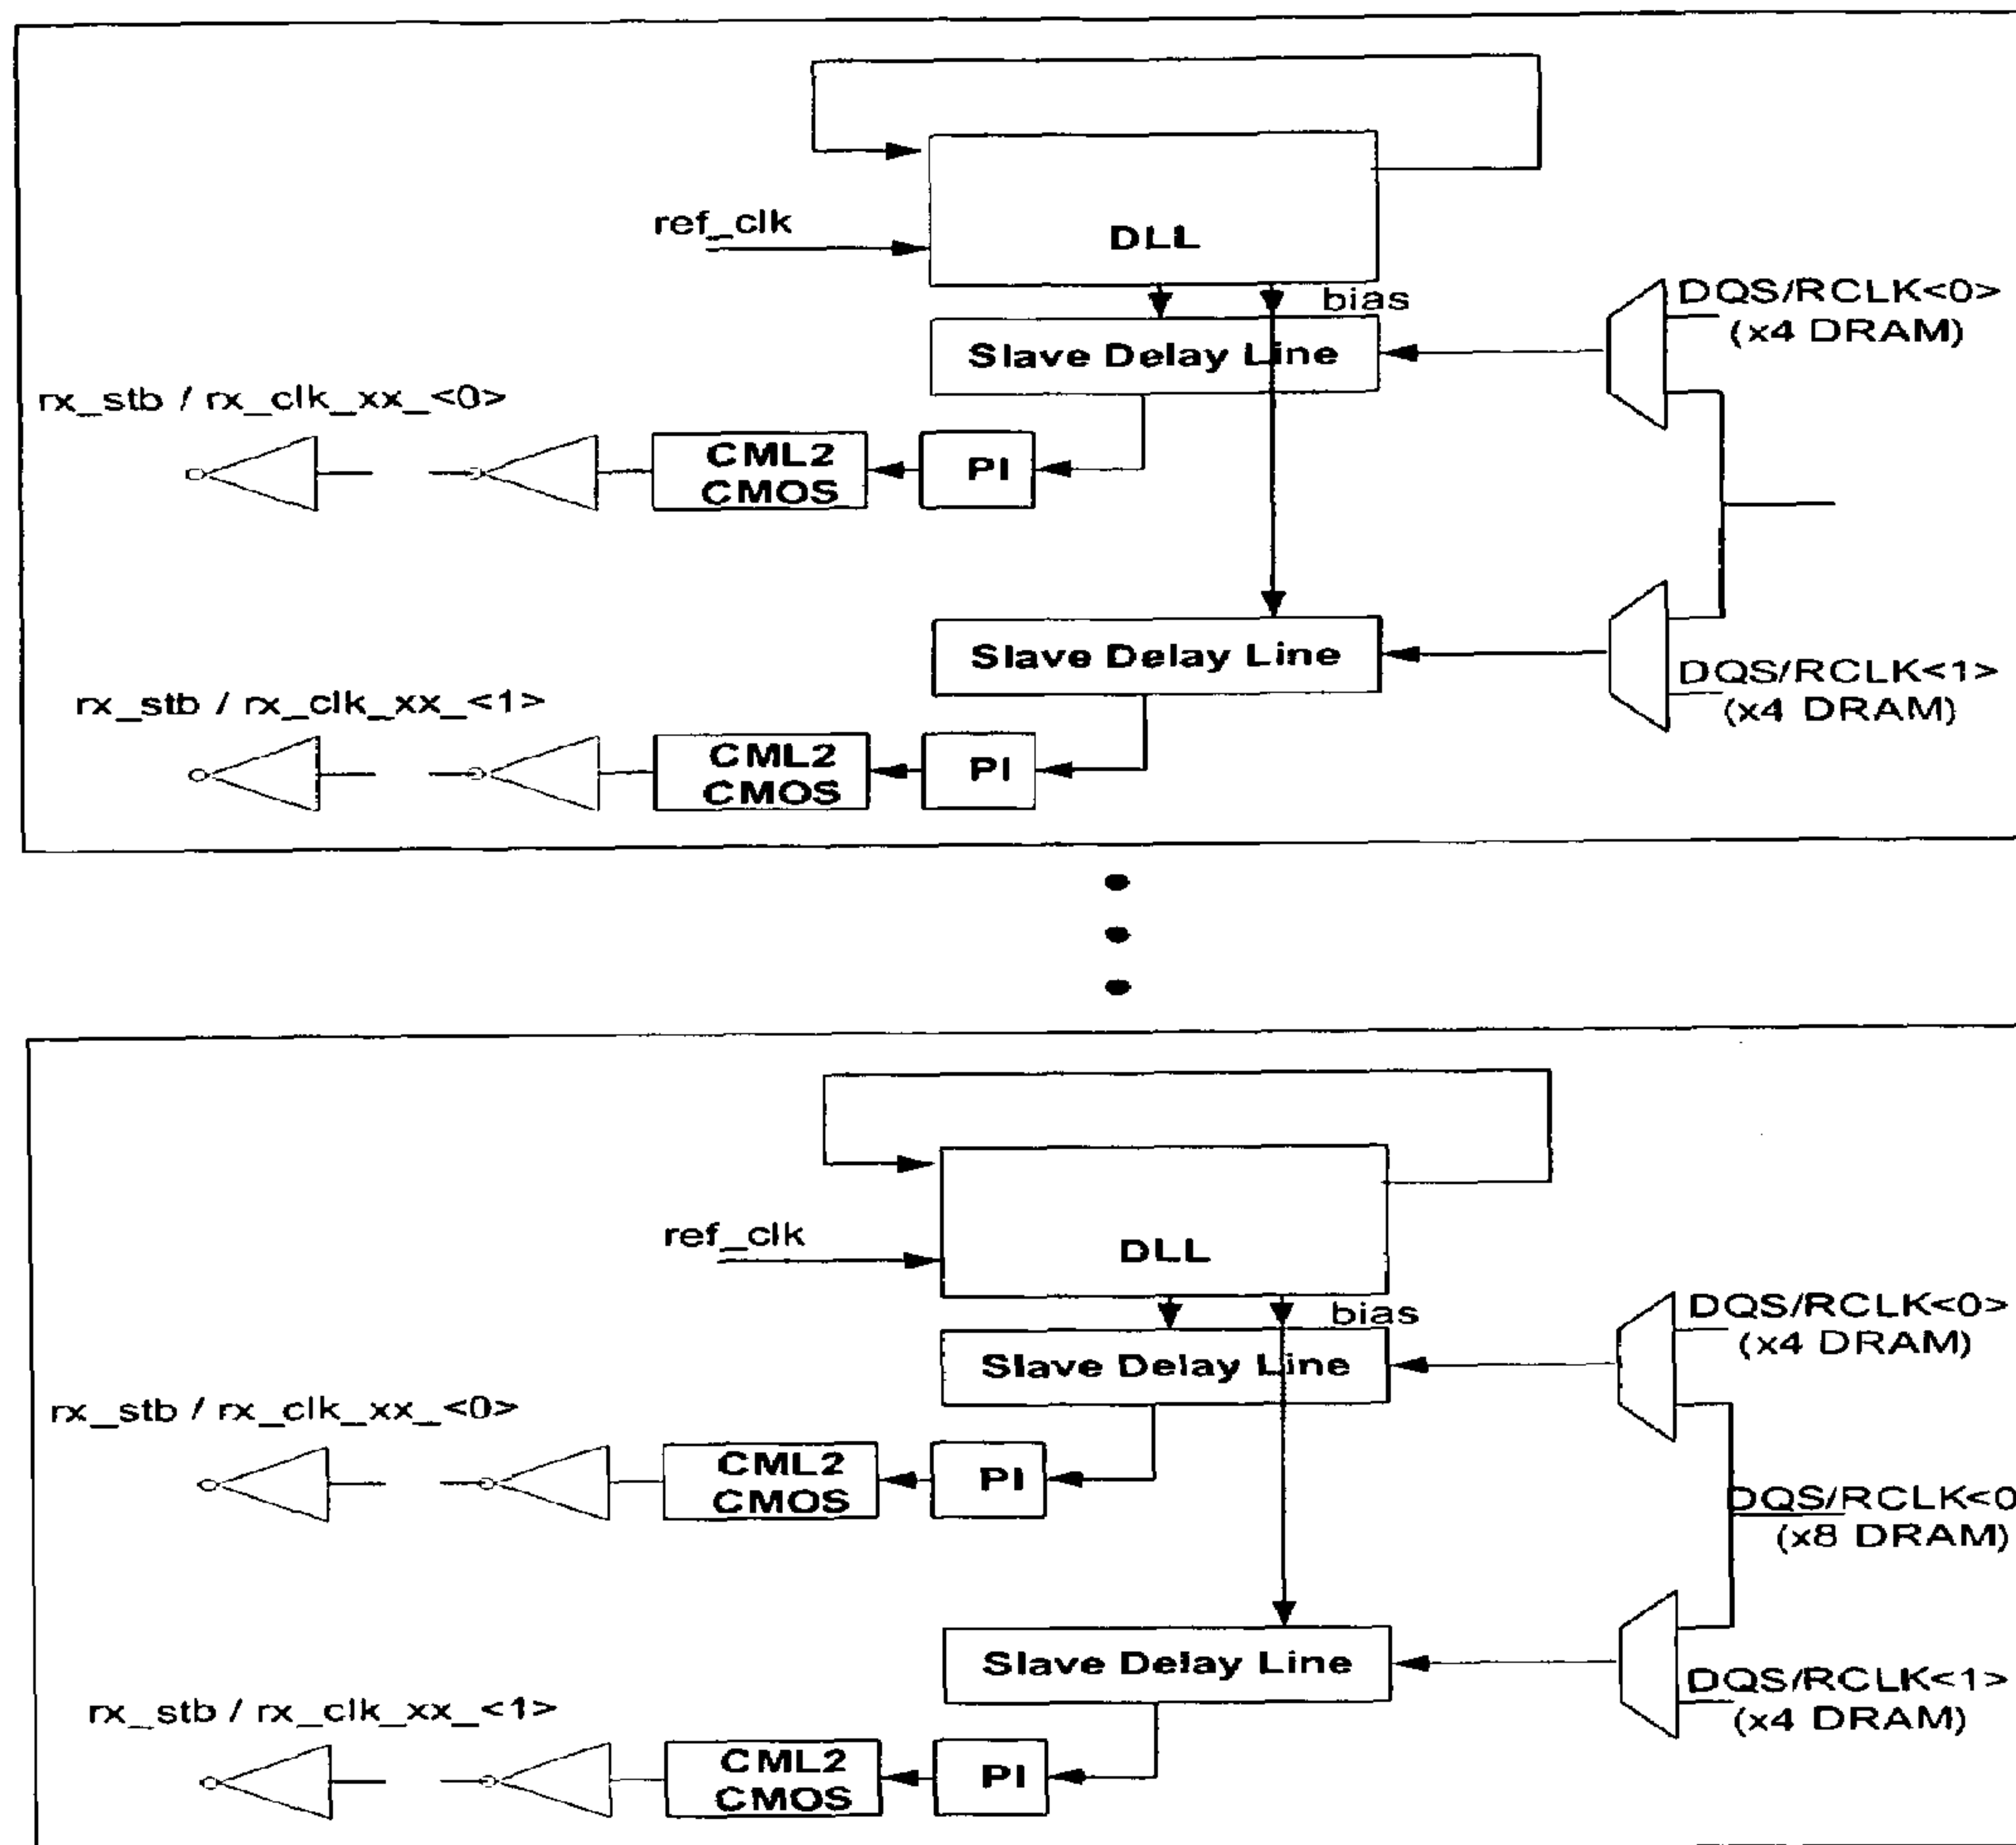 ref_clk
DLL
bias
DQS/RCLK<0>
(x4 DRAM)
Slave Delay Line
rx_stb / rx_clk_xx_<0>
CML2
CMOS
PI
Slave Delay Line
DQS/RCLK<1>
(x4 DRAM)
rx_stb / rx_clk_xx_<1>
CML2
CMOS
PI
ref_clk
DLL
bias
DQS/RCLK<0>
(x4 DRAM)
Slave Delay Line
rx_stb / rx_clk_xx_<0>
CML2
CMOS
PI
DQS/RCLK<0
(x8 DRAM)
Slave Delay Line
DQS/RCLK<1>
(x4 DRAM)
rx_stb / rx_clk_xx_<1>
CML2
CMOS
PI